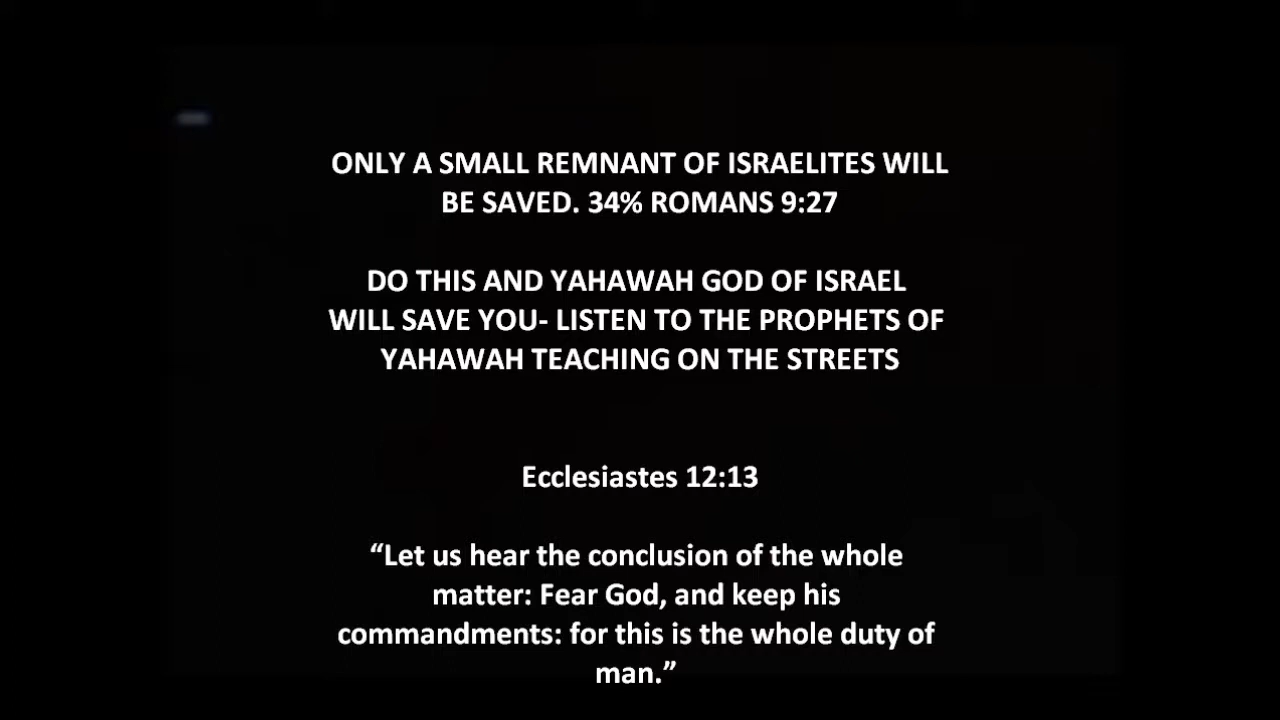 ONLY A SMALL REMNANT OF ISRAELITES WILL
BE SAVED. 34% ROMANS 9:27
DO THIS AND YAHAWAH GOD OF ISRAEL
WILL SAVE YOU- LISTEN TO THE PROPHETS OF
YAHAWAH TEACHING ON THE STREETS
Ecclesiastes 12:13
“Let us hear the conclusion of the whole
matter: Fear God, and keep his
commandments: for this is the whole duty of
man.”